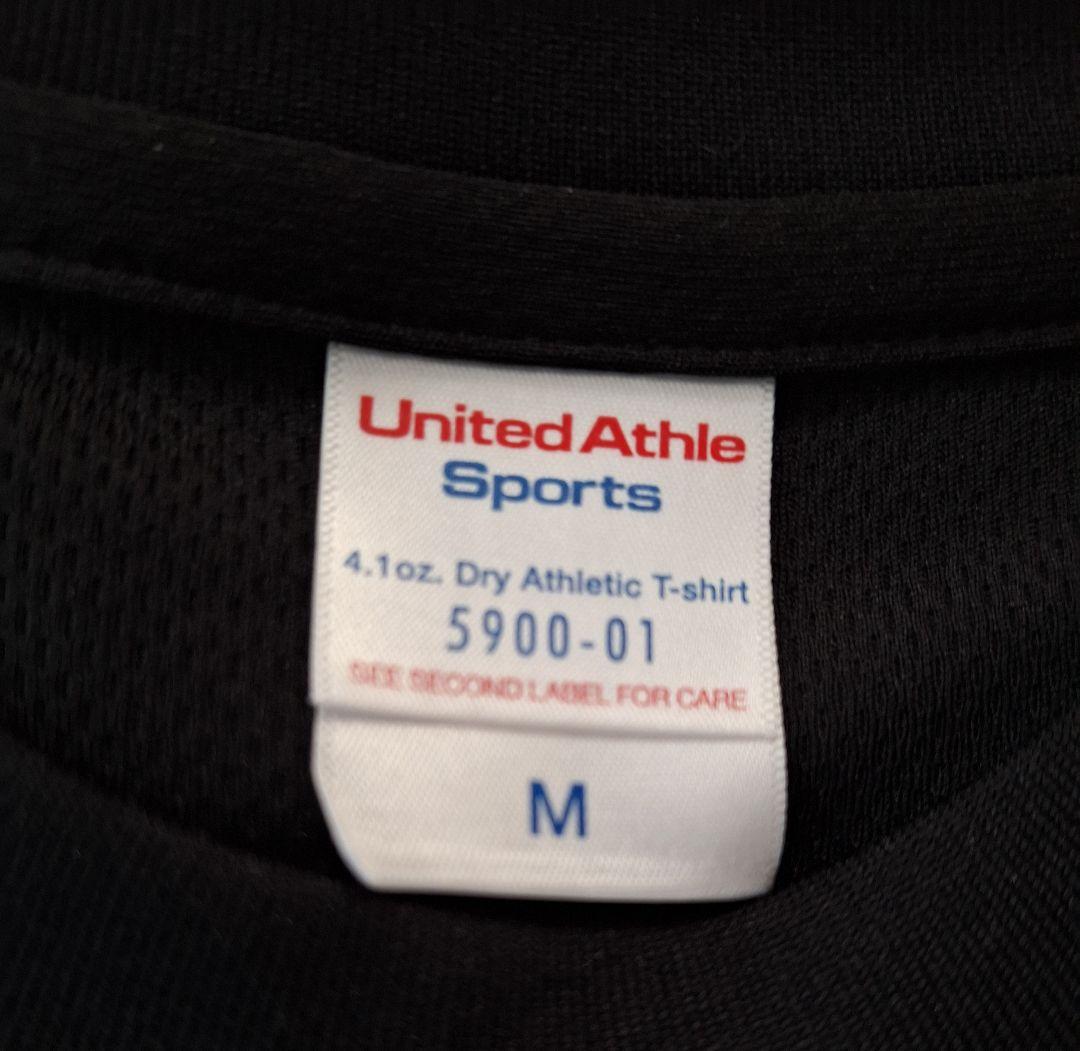 United Athle
Sports
4.1oz. Dry Athletic T-shirt
5900-01
SEE SECOND LABEL FOR CARE
M